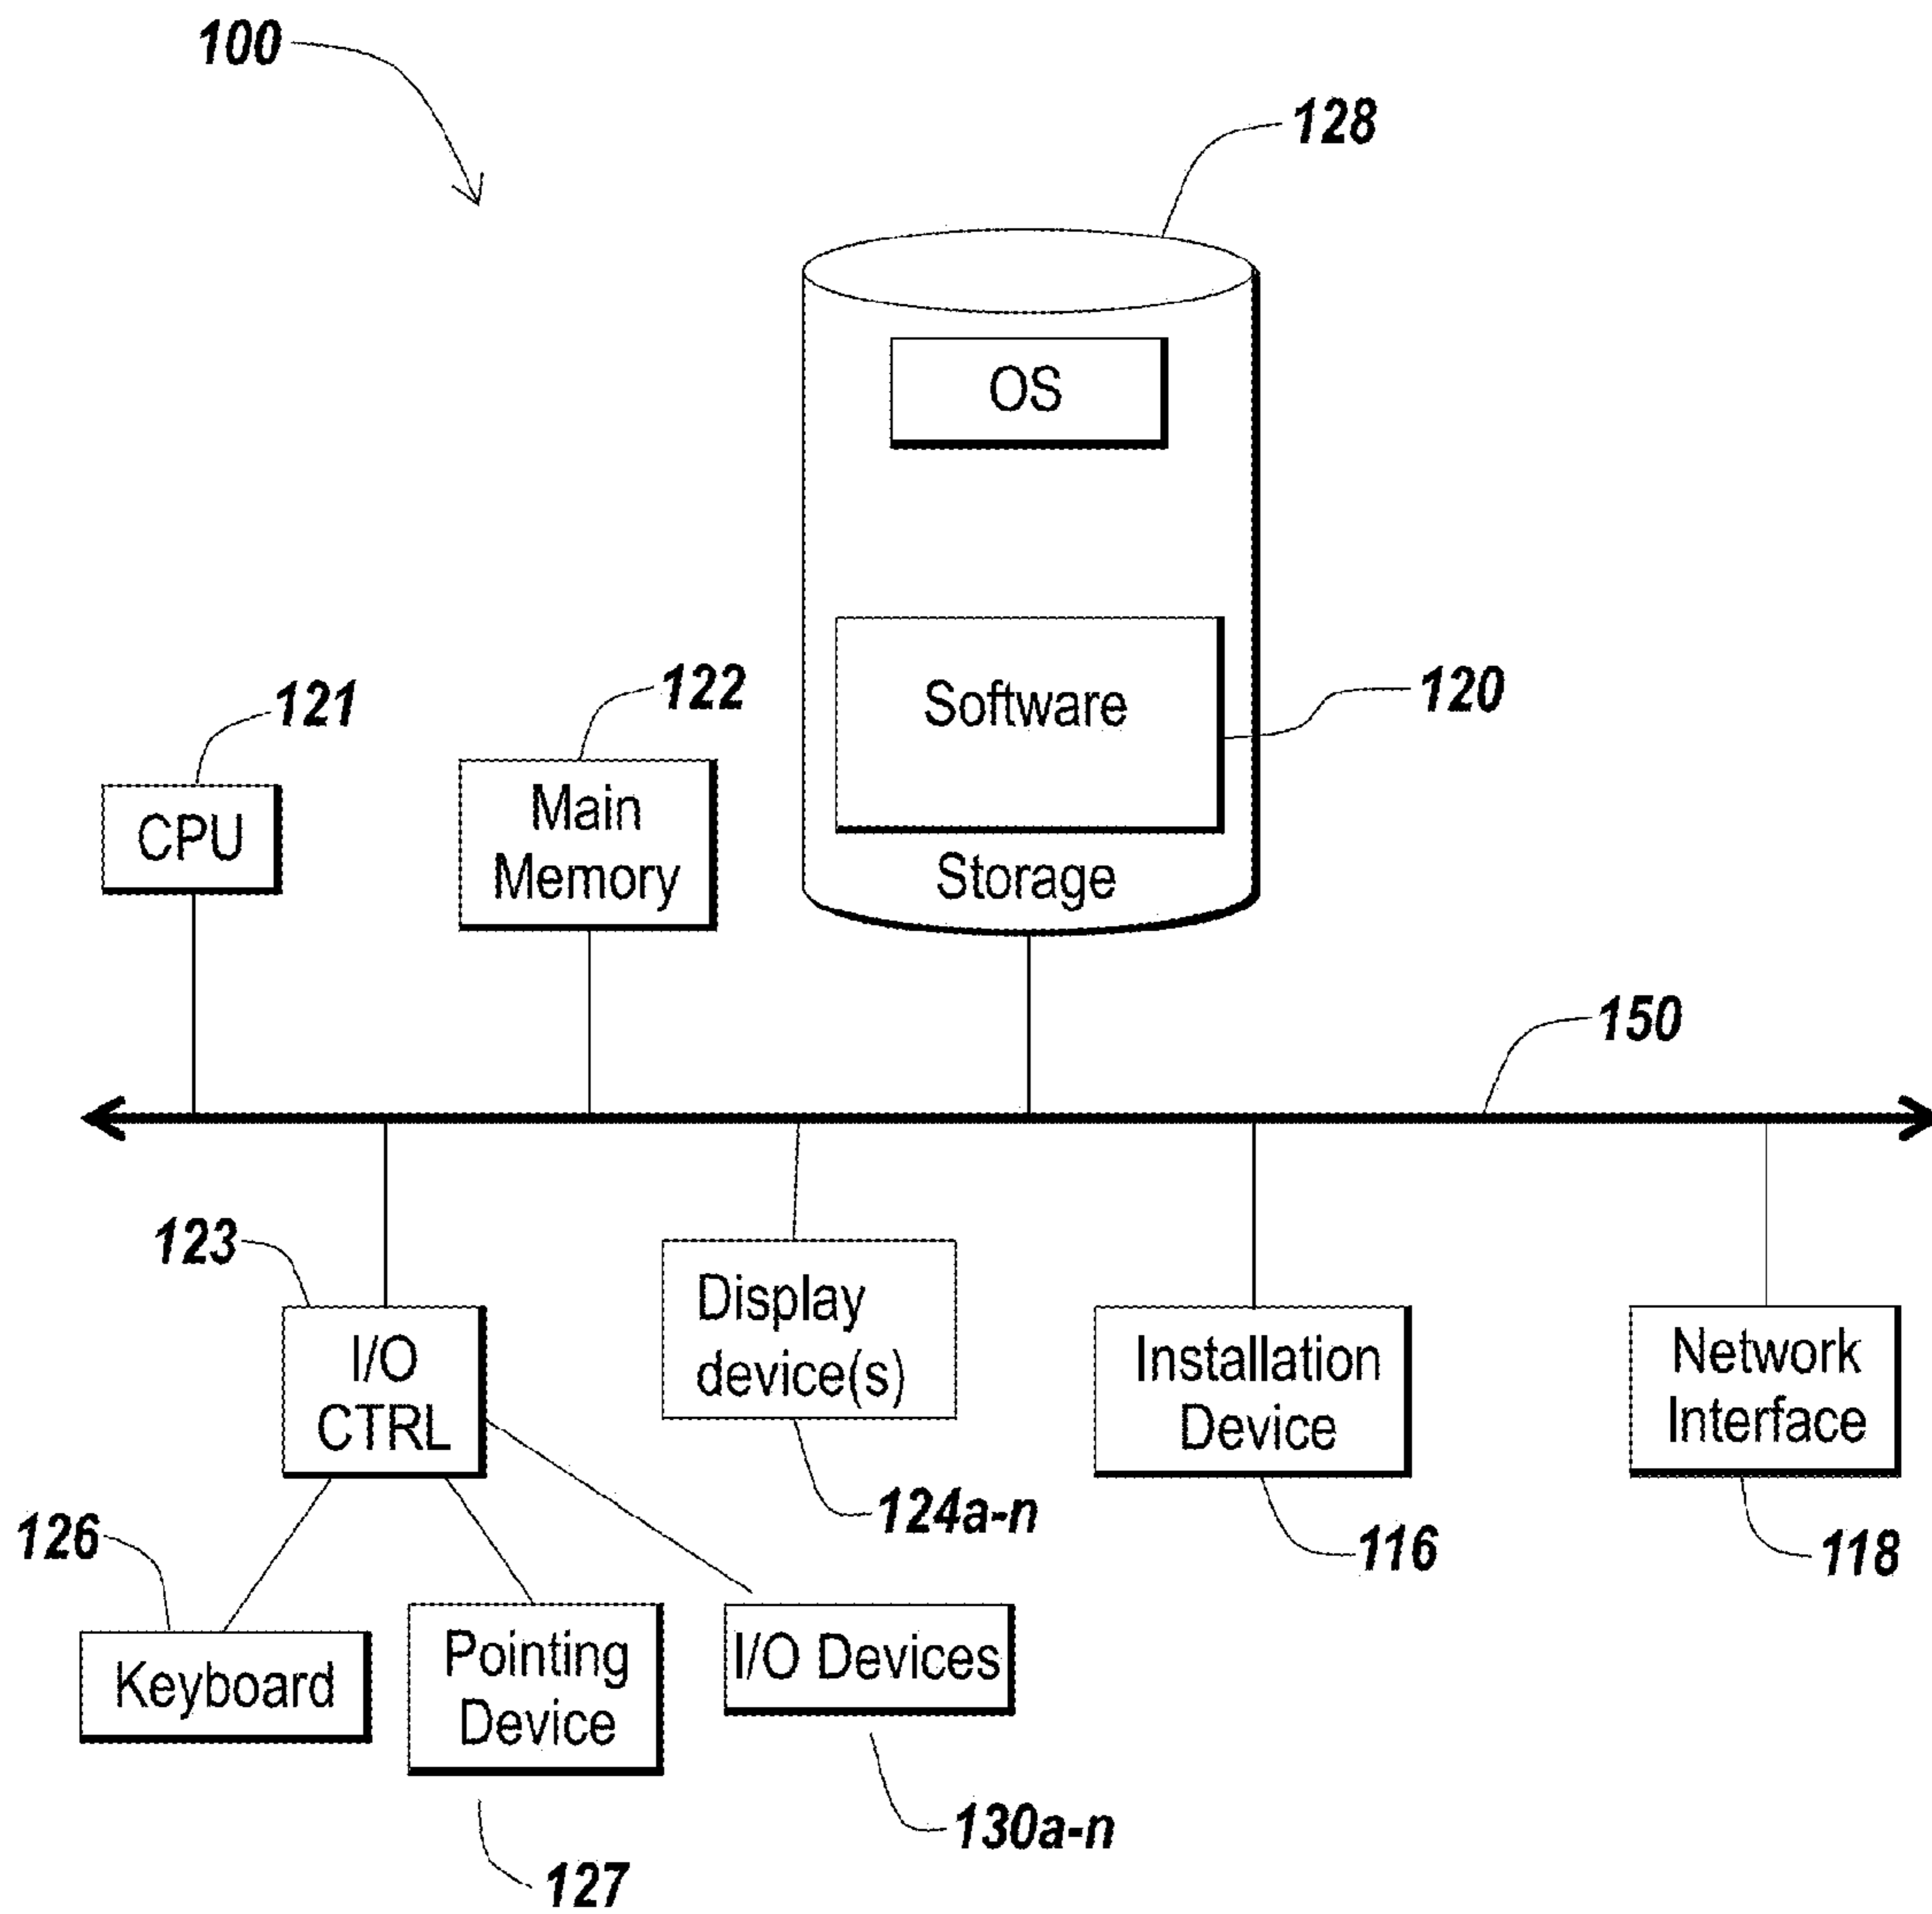 100
128
OS
Software
120
121
122
CPU
Main
Memory
Storage
150
123
I/O
CTRL
Display
device(s)
Installation
Device
Network
Interface
124a-n
116
118
126
Keyboard
Pointing
Device
I/O Devices
130a-n
127